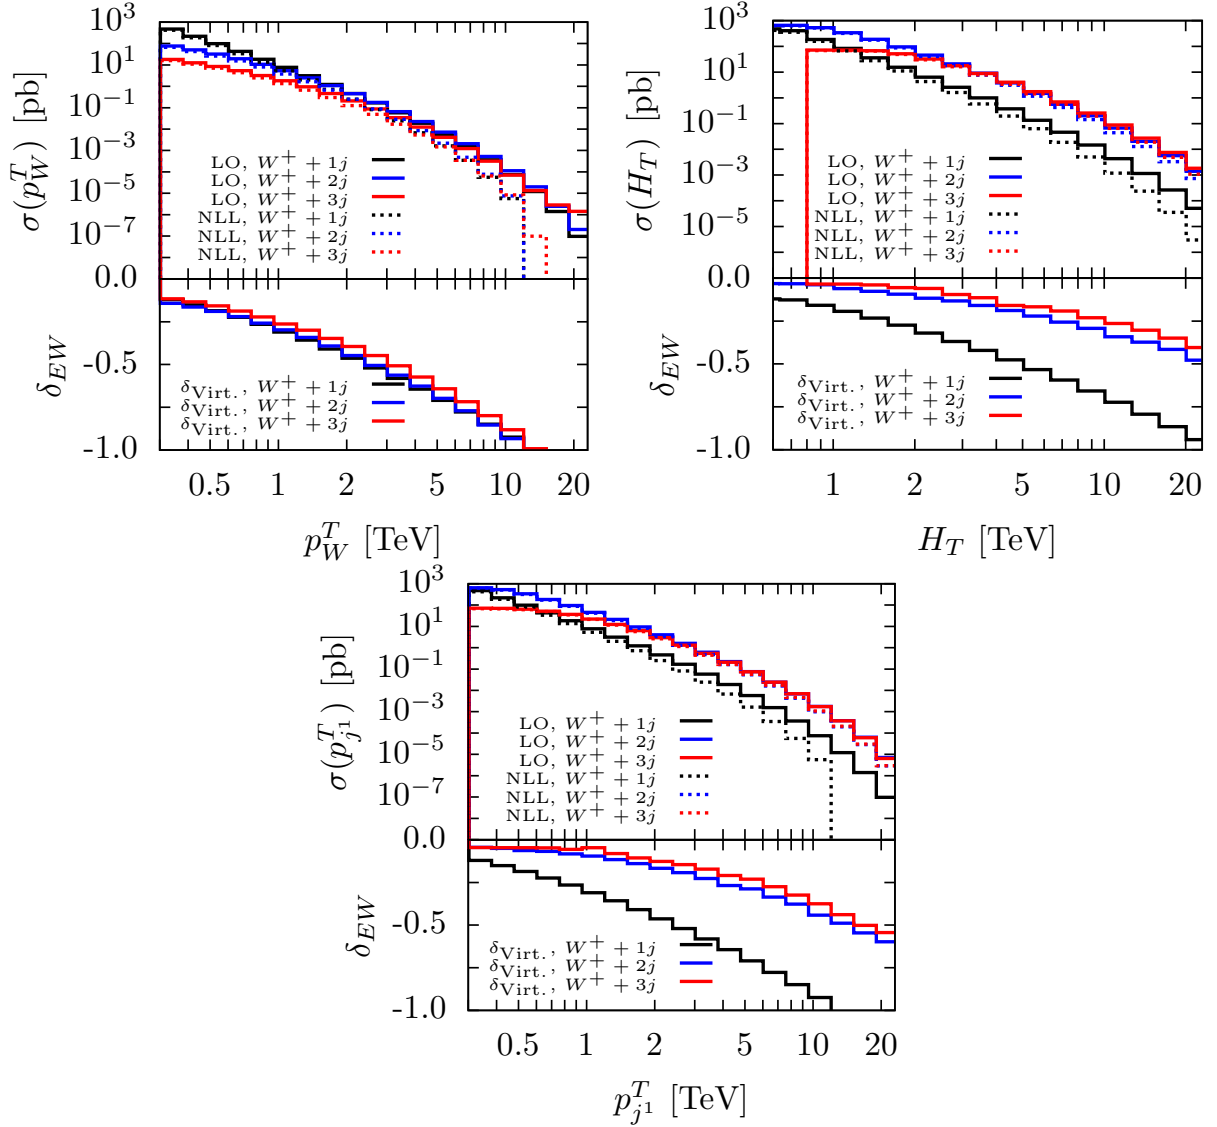 σ(p_W^T) [pb]
10^3
10^1
10^-1
10^-3
10^-5
10^-7
0.0
LO, W^+ + 1j
LO, W^+ + 2j
LO, W^+ + 3j
NLL, W^+ + 1j
NLL, W^+ + 2j
NLL, W^+ + 3j
δ_EW
-0.5
-1.0
δ_Virt., W^+ + 1j
δ_Virt., W^+ + 2j
δ_Virt., W^+ + 3j
0.5 1 2 5 10 20
p_W^T [TeV]
σ(H_T) [pb]
10^3
10^1
10^-1
10^-3
10^-5
0.0
LO, W^+ + 1j
LO, W^+ + 2j
LO, W^+ + 3j
NLL, W^+ + 1j
NLL, W^+ + 2j
NLL, W^+ + 3j
δ_EW
-0.5
-1.0
δ_Virt., W^+ + 1j
δ_Virt., W^+ + 2j
δ_Virt., W^+ + 3j
1 2 5 10 20
H_T [TeV]
σ(p_{j^1}^T) [pb]
10^3
10^1
10^-1
10^-3
10^-5
10^-7
0.0
LO, W^+ + 1j
LO, W^+ + 2j
LO, W^+ + 3j
NLL, W^+ + 1j
NLL, W^+ + 2j
NLL, W^+ + 3j
δ_EW
-0.5
-1.0
δ_Virt., W^+ + 1j
δ_Virt., W^+ + 2j
δ_Virt., W^+ + 3j
0.5 1 2 5 10 20
p_{j^1}^T [TeV]